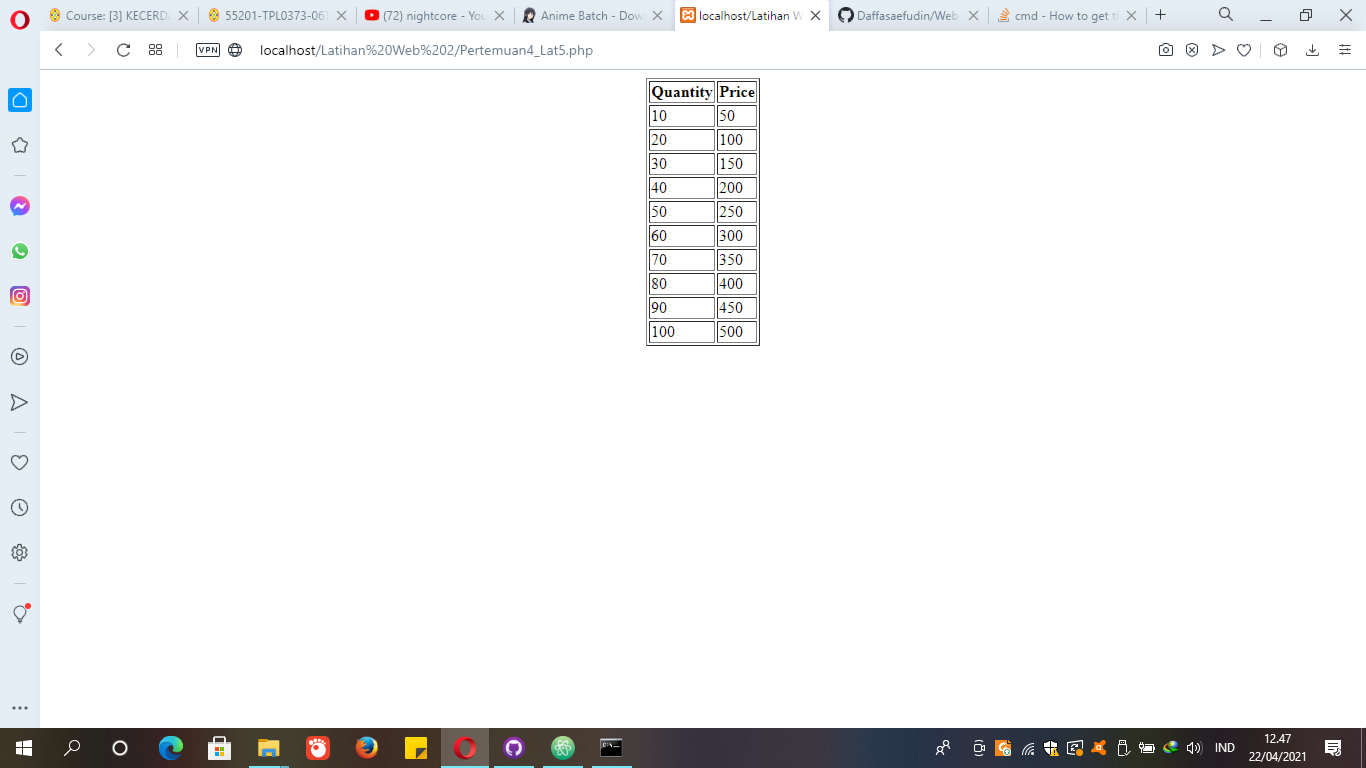 Course: [3] KECERD
55201-TPL0373-06T
(72) nightcore - You
Anime Batch - Dow
localhost/Latihan W
Daffasaefudin/Web
cmd - How to get t
VPN
localhost/Latihan%20Web%202/Pertemuan4_Lat5.php
Quantity Price
10 50
20 100
30 150
40 200
50 250
60 300
70 350
80 400
90 450
100 500
IND
12.47
22/04/2021